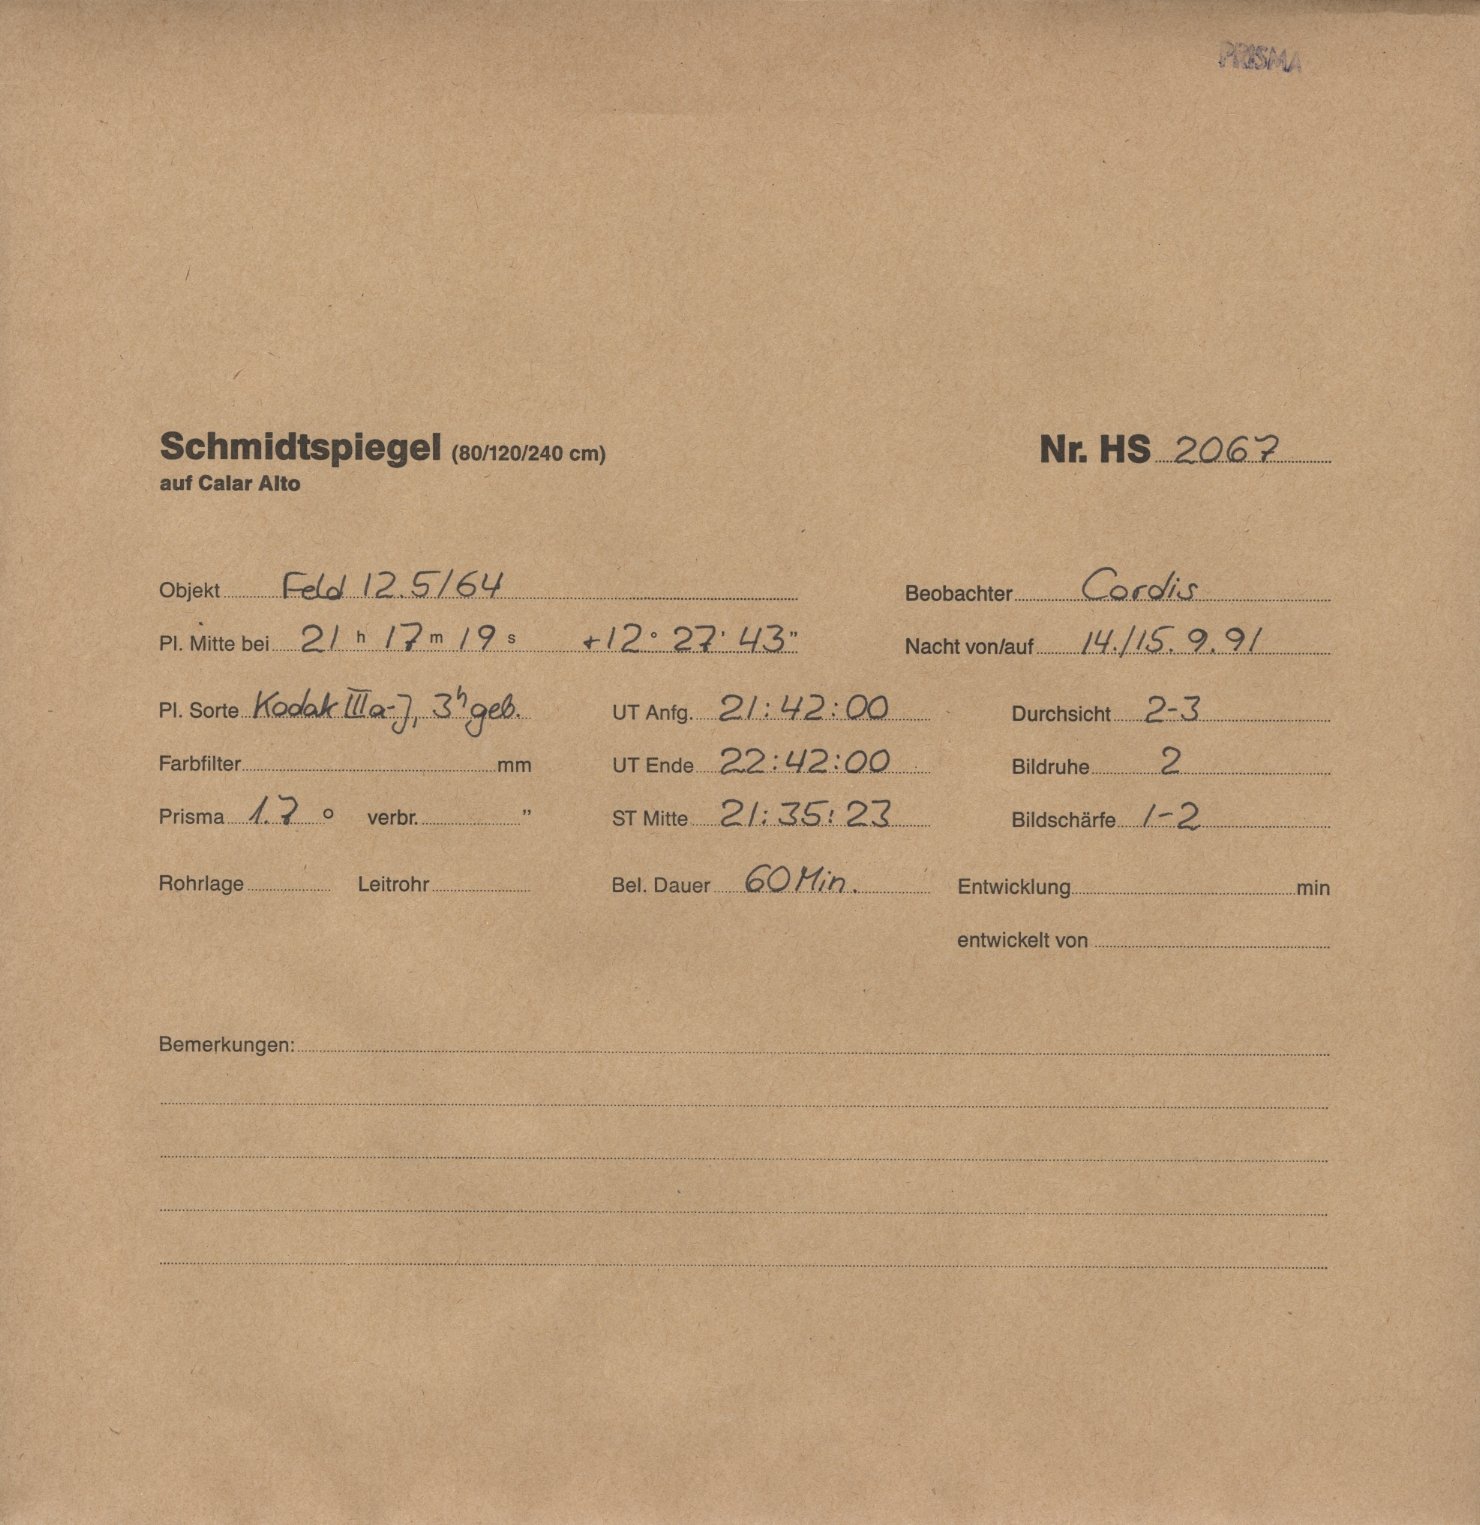 PRISMA
Schmidtspiegel (80/120/240 cm) Nr. HS 2067
auf Calar Alto
Objekt Feld 12.5/64 Beobachter Cordis
Pl. Mitte bei 21 h 17 m 19 s +12° 27' 43" Nacht von/auf 14./15. 9. 91
Pl. Sorte Kodak IIIa-J, 3h geb. UT Anfg. 21:42:00 Durchsicht 2-3
Farbfilter mm UT Ende 22:42:00 Bildruhe 2
Prisma 1.7 ° verbr. " ST Mitte 21:35:23 Bildschärfe 1-2
Rohrlage Leitrohr Bel. Dauer 60 Min. Entwicklung min
entwickelt von
Bemerkungen: